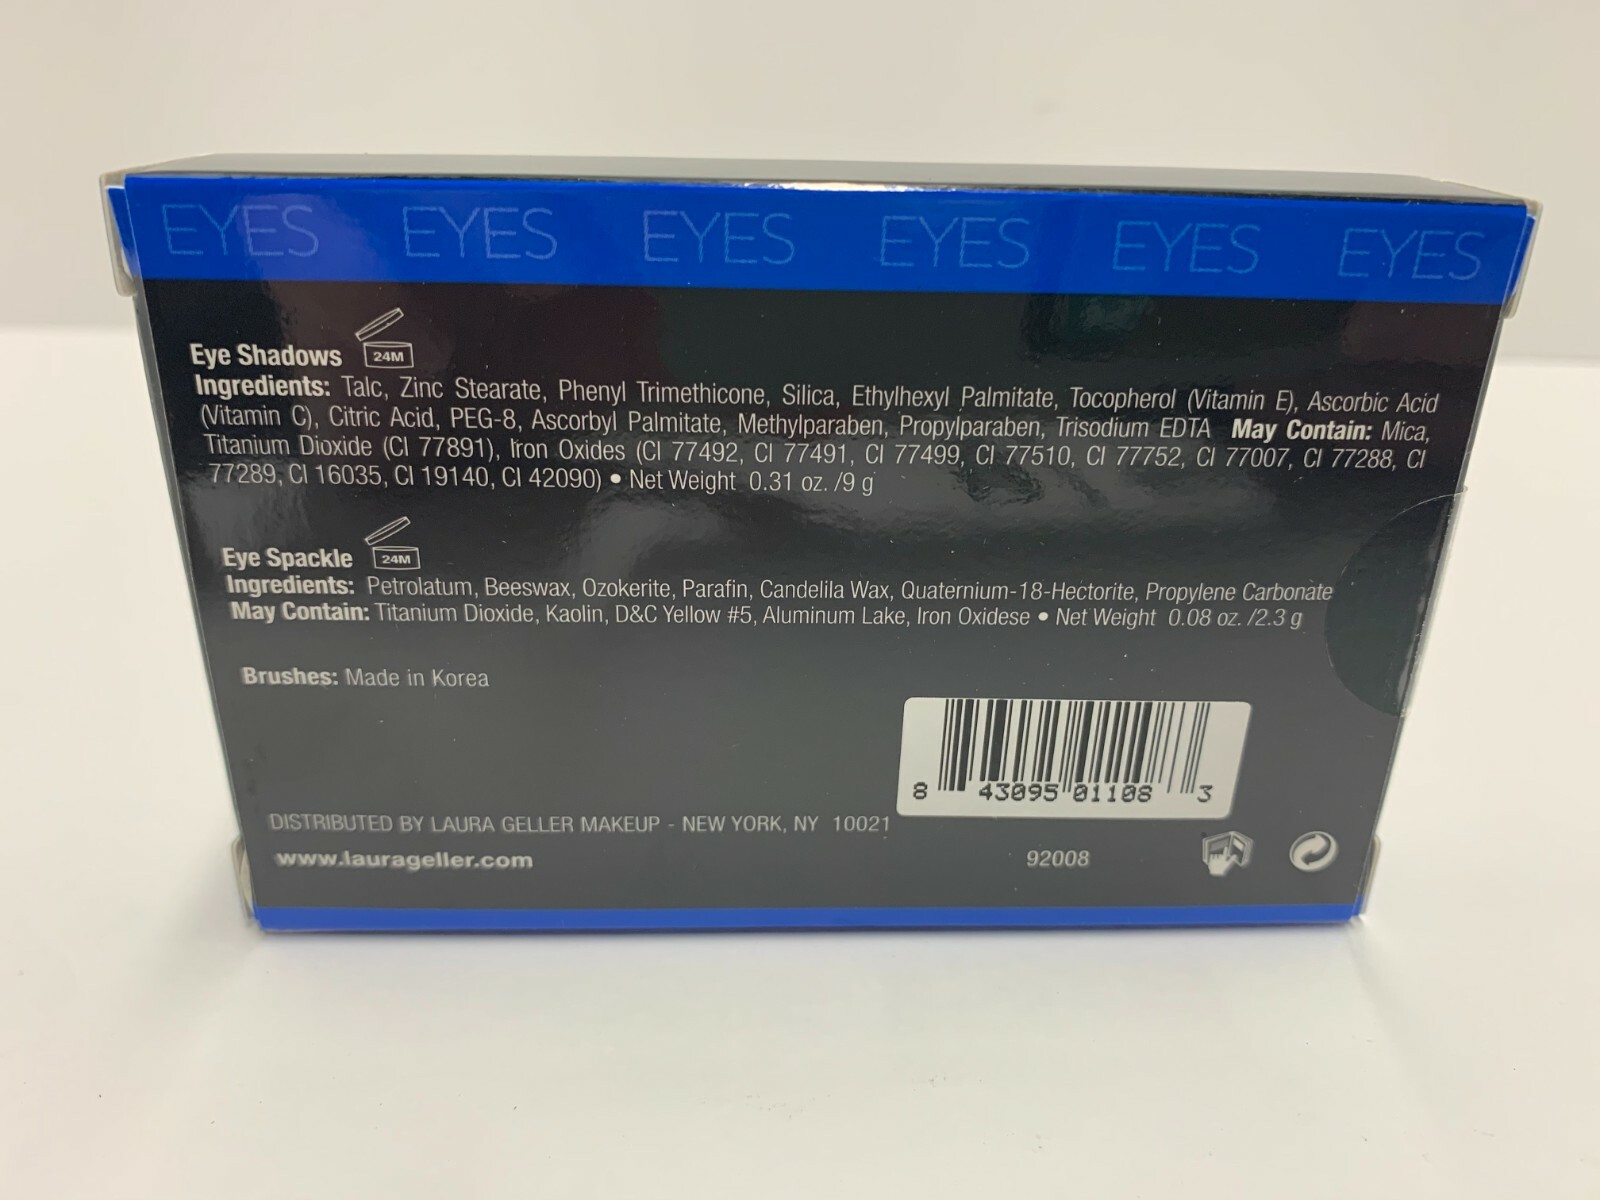 EYES EYES EYES EYES EYES EYES
Eye Shadows 24M
Ingredients: Talc, Zinc Stearate, Phenyl Trimethicone, Silica, Ethylhexyl Palmitate, Tocopherol (Vitamin E), Ascorbic Acid
(Vitamin C), Citric Acid, PEG-8, Ascorbyl Palmitate, Methylparaben, Propylparaben, Trisodium EDTA May Contain: Mica,
Titanium Dioxide (CI 77891), Iron Oxides (CI 77492, CI 77491, CI 77499, CI 77510, CI 77752, CI 77007, CI 77288, CI
77289, CI 16035, CI 19140, CI 42090) • Net Weight 0.31 oz. /9 g
Eye Spackle 24M
Ingredients: Petrolatum, Beeswax, Ozokerite, Parafin, Candelila Wax, Quaternium-18-Hectorite, Propylene Carbonate
May Contain: Titanium Dioxide, Kaolin, D&C Yellow #5, Aluminum Lake, Iron Oxidese • Net Weight 0.08 oz. /2.3 g
Brushes: Made in Korea
8 43095 01108 3
DISTRIBUTED BY LAURA GELLER MAKEUP - NEW YORK, NY 10021
www.laurageller.com
92008